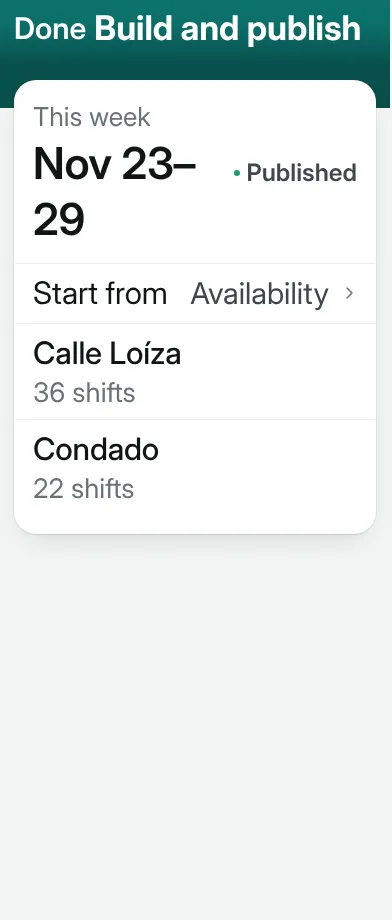 Done Build and publish
This week
Nov 23–
29
Published
Start from Availability
Calle Loíza
36 shifts
Condado
22 shifts